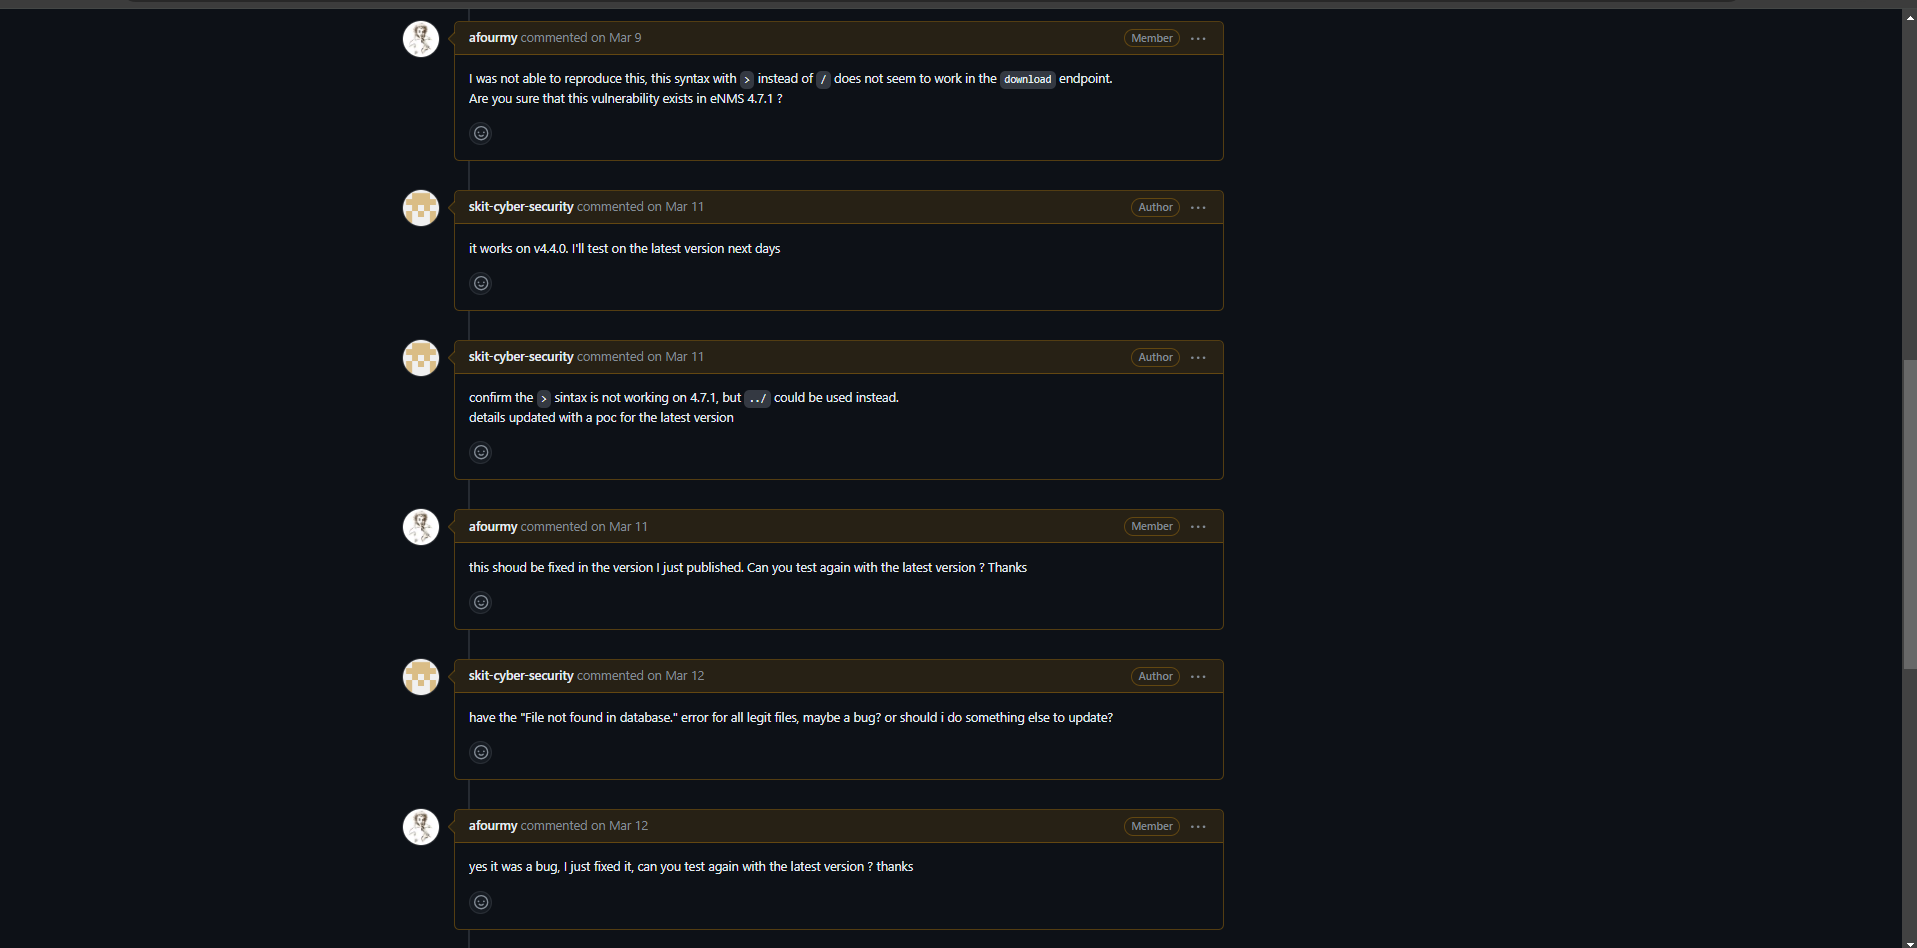 afourmy commented on Mar 9 Member ...
I was not able to reproduce this, this syntax with > instead of / does not seem to work in the download endpoint.
Are you sure that this vulnerability exists in eNMS 4.7.1 ?
skit-cyber-security commented on Mar 11 Author ...
it works on v4.4.0. I'll test on the latest version next days
skit-cyber-security commented on Mar 11 Author ...
confirm the > sintax is not working on 4.7.1, but ../ could be used instead.
details updated with a poc for the latest version
afourmy commented on Mar 11 Member ...
this shoud be fixed in the version I just published. Can you test again with the latest version ? Thanks
skit-cyber-security commented on Mar 12 Author ...
have the "File not found in database." error for all legit files, maybe a bug? or should i do something else to update?
afourmy commented on Mar 12 Member ...
yes it was a bug, I just fixed it, can you test again with the latest version ? thanks